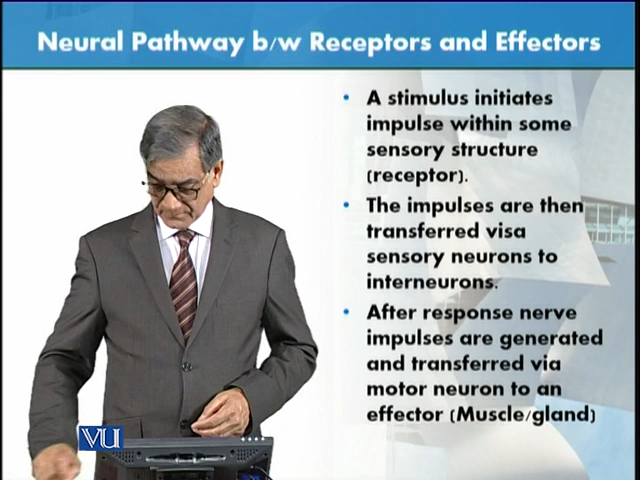 Neural Pathway b/w Receptors and Effectors
• A stimulus initiates
impulse within some
sensory structure
(receptor).
• The impulses are then
transferred visa
sensory neurons to
interneurons.
• After response nerve
impulses are generated
and transferred via
motor neuron to an
effector (Muscle/gland)
VU